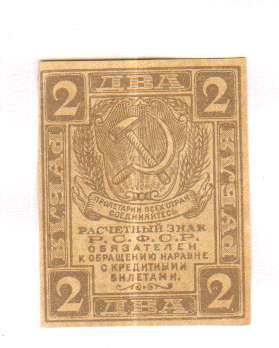 ДВА
2 2
РУБЛЯ
РУБЛЯ
ПРОЛЕТАРИИ ВСЕХ СТРАН
СОЕДИНЯЙТЕСЬ
РАСЧЕТНЫЙ ЗНАК
Р.С.Ф.С.Р.
ОБЯЗАТЕЛЕН
К ОБРАЩЕНИЮ НАРАВНЕ
С КРЕДИТНЫМИ
БИЛЕТАМИ.
2 2
ДВА